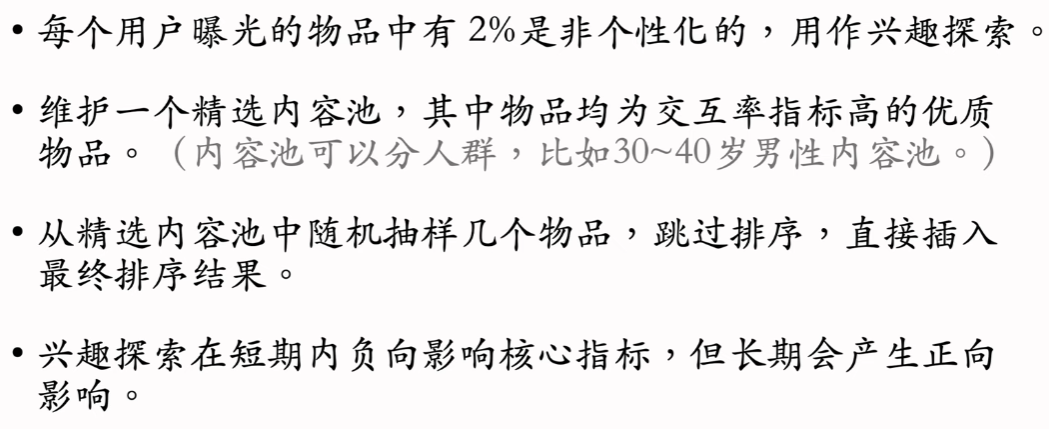 • 每个用户曝光的物品中有 2%是非个性化的，用作兴趣探索。
• 维护一个精选内容池，其中物品均为交互率指标高的优质
物品。（内容池可以分人群，比如30~40岁男性内容池。）
• 从精选内容池中随机抽样几个物品，跳过排序，直接插入
最终排序结果。
• 兴趣探索在短期内负向影响核心指标，但长期会产生正向
影响。